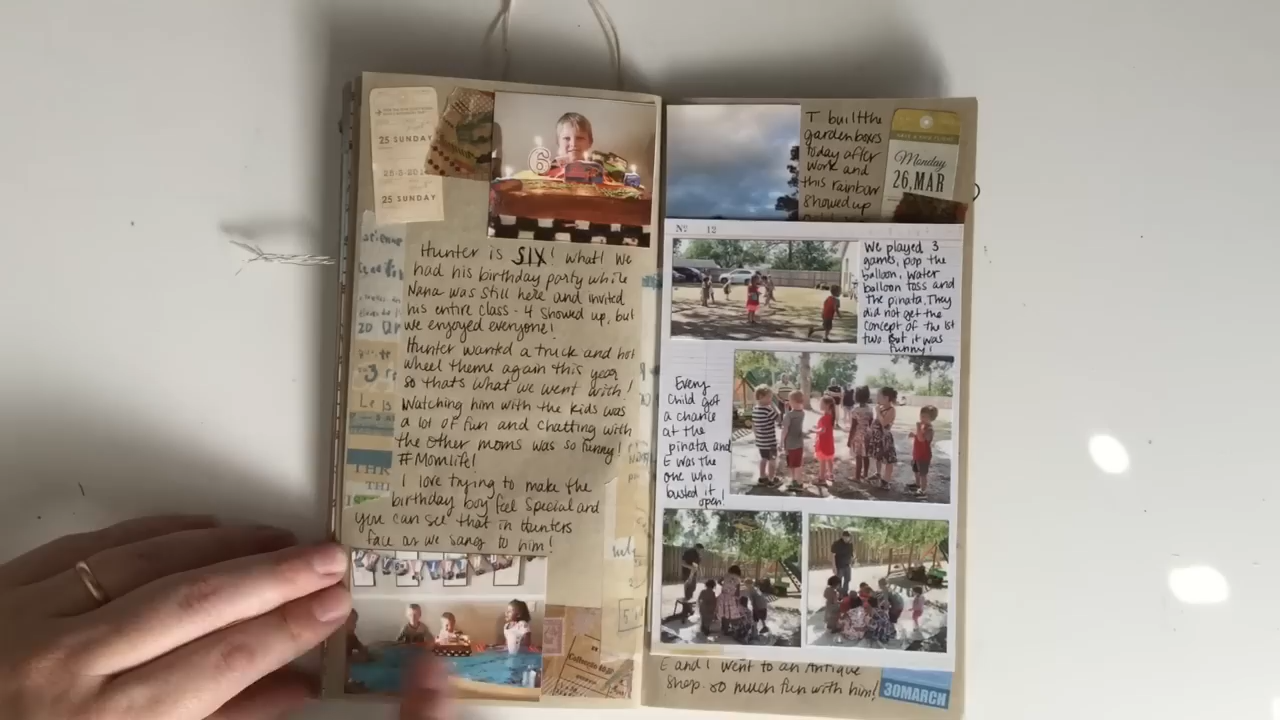 25 SUNDAY
25 SUNDAY
Hunter is SIX! what! We
had his birthday party while
Nana was still here and invited
his entire class - 4 showed up, but
we enjoyed everyone!
Hunter wanted a truck and hot
wheel theme again this year
so thats what we went with!
Watching him with the kids was
a lot of fun and chatting with
the other moms was so funny!
#Momlife!
I love trying to make the
birthday boy feel special and
you can see that in Hunters
face as we sang to him!
I built the
garden boxes
today after
work and
this rainbow
showed up
Monday
26.MAR
Nº 12
We played 3
games, pop the
balloon, water
balloon toss and
the pinata. They
did not get the
concept of the 1st
two. But it was
funny!
Every
child got
a chance
at the
pinata and
E was the
one who
busted it
open!
E and I went to an Antique
shop. So much fun with him!
30MARCH